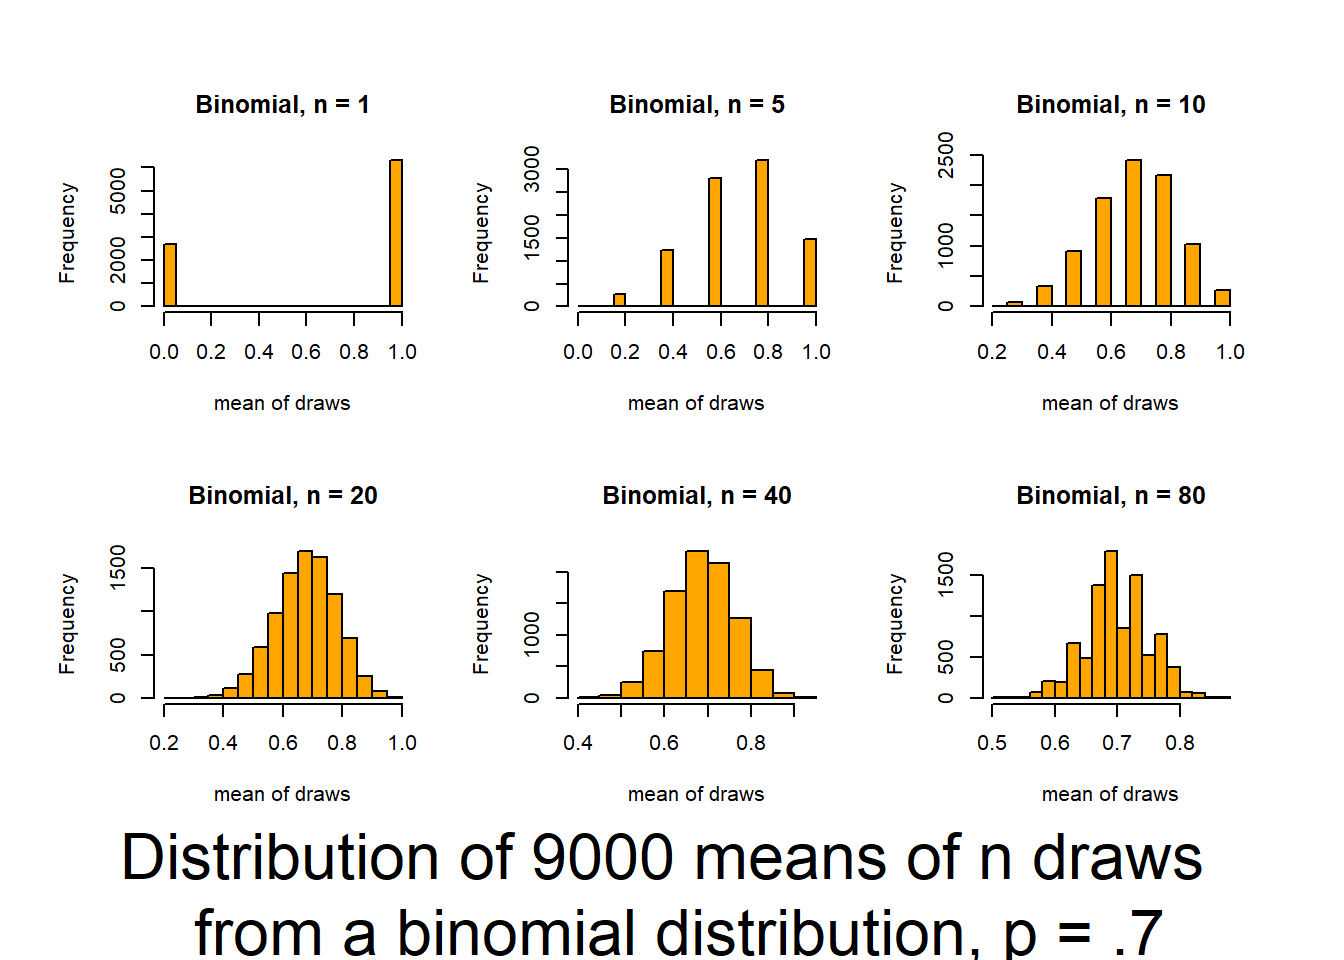 Binomial, n = 1
Frequency
0 2000 5000
0.0 0.2 0.4 0.6 0.8 1.0
mean of draws
Binomial, n = 5
Frequency
0 1500 3000
0.0 0.2 0.4 0.6 0.8 1.0
mean of draws
Binomial, n = 10
Frequency
0 1000 2500
0.2 0.4 0.6 0.8 1.0
mean of draws
Binomial, n = 20
Frequency
0 500 1500
0.2 0.4 0.6 0.8 1.0
mean of draws
Binomial, n = 40
Frequency
0 1000
0.4 0.6 0.8
mean of draws
Binomial, n = 80
Frequency
0 500 1500
0.5 0.6 0.7 0.8
mean of draws
Distribution of 9000 means of n draws
from a binomial distribution, p = .7